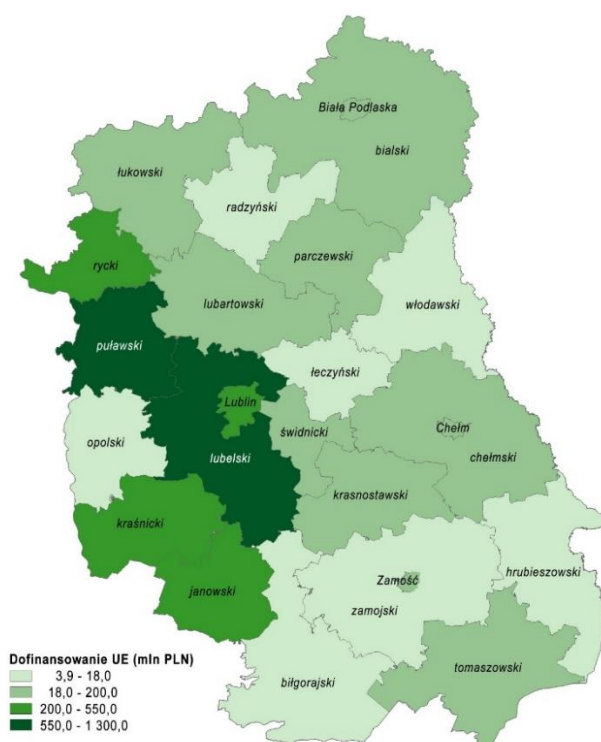 Biała Podlaska
bialski
łukowski
radzyński
parczewski
rycki
lubartowski
włodawski
puławski
łeczyński
Lublin
Chełm
opolski
świdnicki
lubelski
chełmski
krasnostawski
kraśnicki
hrubieszowski
Zamość
janowski
zamojski
Dofinansowanie UE (mln PLN)
tomaszowski
3,9 - 18,0
biłgorajski
18,0 - 200,0
200,0 - 550,0
550,0 - 1 300,0